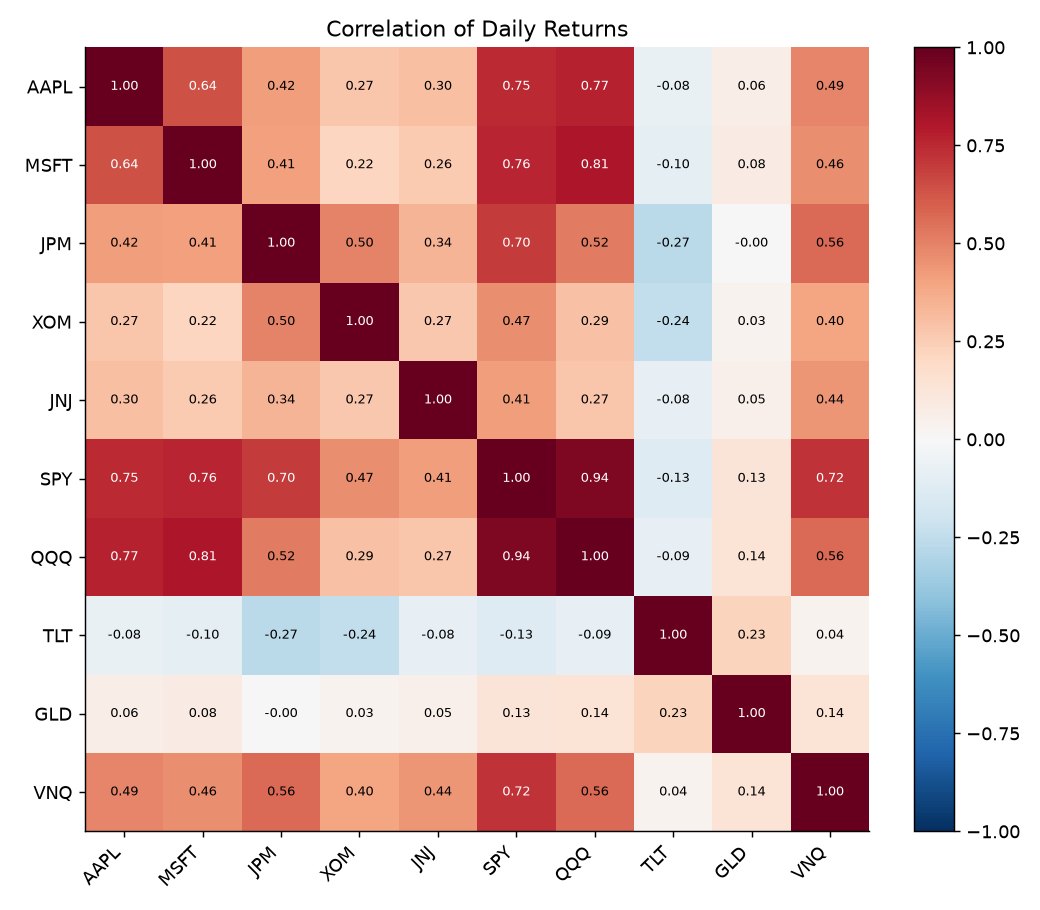 Correlation of Daily Returns
AAPL 1.00 0.64 0.42 0.27 0.30 0.75 0.77 -0.08 0.06 0.49
MSFT 0.64 1.00 0.41 0.22 0.26 0.76 0.81 -0.10 0.08 0.46
JPM 0.42 0.41 1.00 0.50 0.34 0.70 0.52 -0.27 -0.00 0.56
XOM 0.27 0.22 0.50 1.00 0.27 0.47 0.29 -0.24 0.03 0.40
JNJ 0.30 0.26 0.34 0.27 1.00 0.41 0.27 -0.08 0.05 0.44
SPY 0.75 0.76 0.70 0.47 0.41 1.00 0.94 -0.13 0.13 0.72
QQQ 0.77 0.81 0.52 0.29 0.27 0.94 1.00 -0.09 0.14 0.56
TLT -0.08 -0.10 -0.27 -0.24 -0.08 -0.13 -0.09 1.00 0.23 0.04
GLD 0.06 0.08 -0.00 0.03 0.05 0.13 0.14 0.23 1.00 0.14
VNQ 0.49 0.46 0.56 0.40 0.44 0.72 0.56 0.04 0.14 1.00
AAPL MSFT JPM XOM JNJ SPY QQQ TLT GLD VNQ
1.00
0.75
0.50
0.25
0.00
−0.25
−0.50
−0.75
−1.00